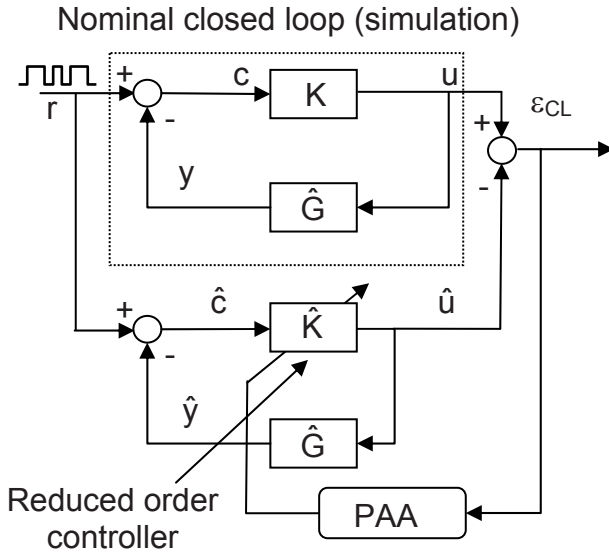 Nominal closed loop (simulation)
+ c K u
r - + ε_CL
y Ĝ -
+ ĉ K̂ û
-
ŷ Ĝ
Reduced order
controller
PAA